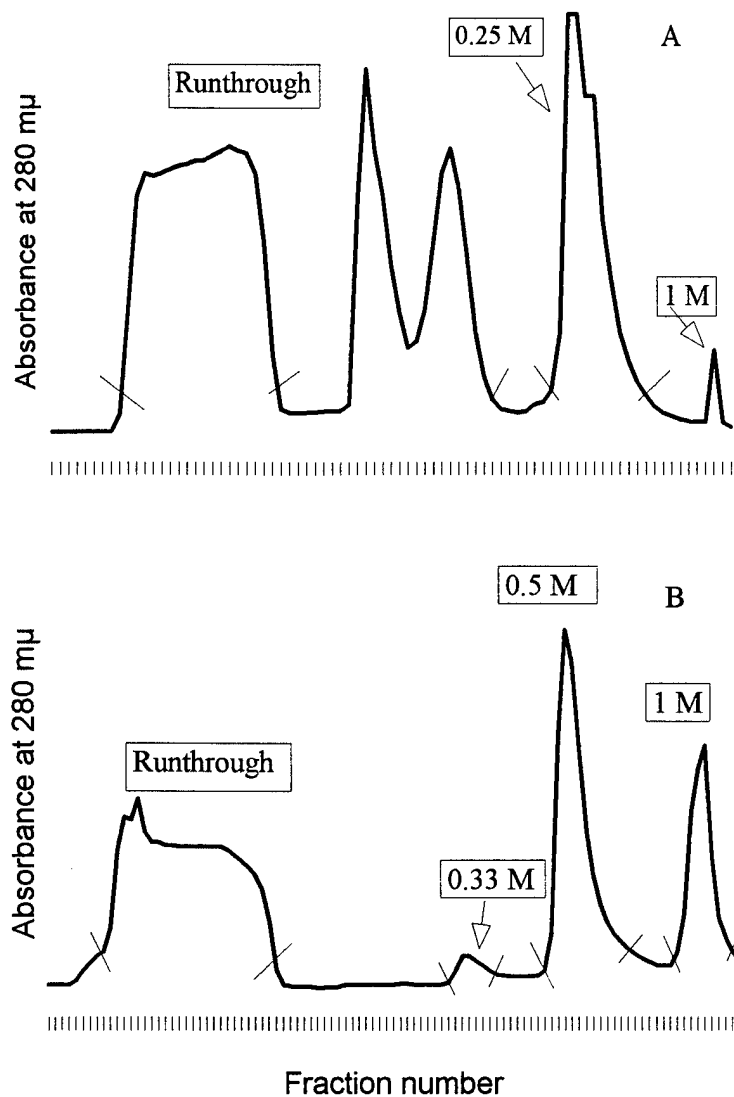 A
0.25 M
Runthrough
1 M
Absorbance at 280 mμ
B
0.5 M
1 M
Runthrough
0.33 M
Absorbance at 280 mμ
Fraction number